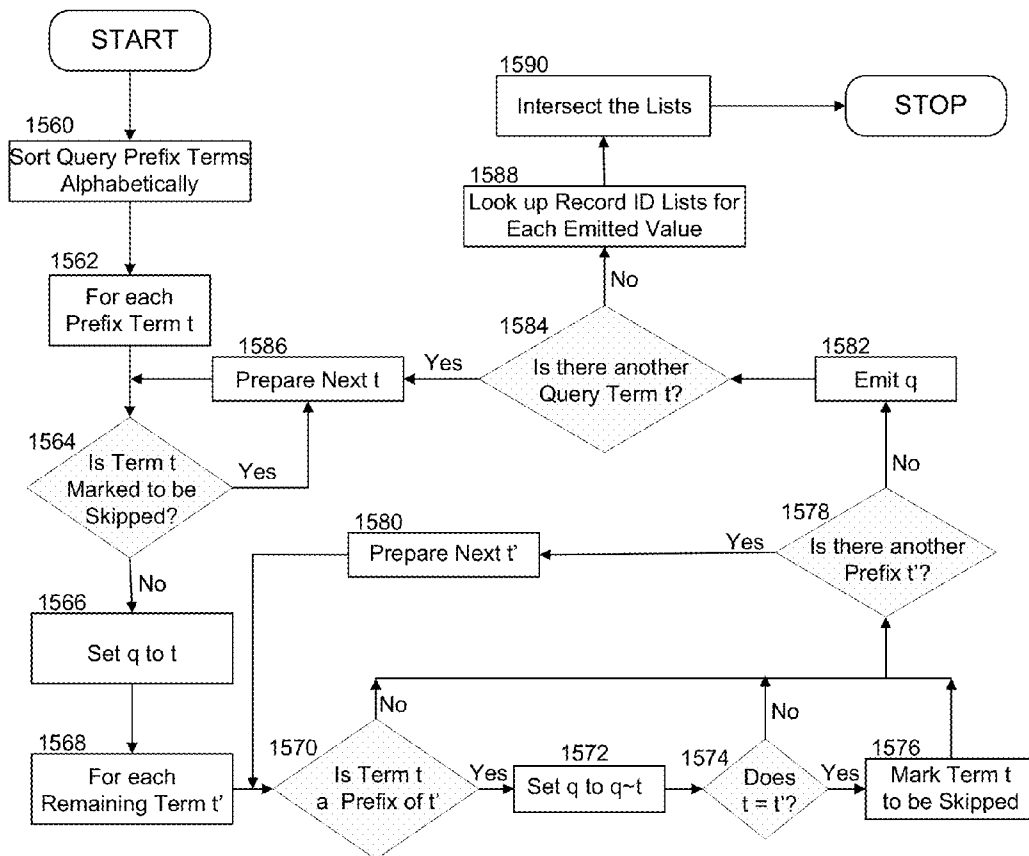 START
1560
Sort Query Prefix Terms
Alphabetically
1562
For each
Prefix Term t
1564
Is Term t
Marked to be
Skipped?
Yes
No
1566
Set q to t
1568
For each
Remaining Term t'
1570
Is Term t
a Prefix of t'
No
Yes
1572
Set q to q~t
1574
Does
t = t'?
No
Yes
1576
Mark Term t
to be Skipped
1578
Is there another
Prefix t'?
Yes
No
1580
Prepare Next t'
1582
Emit q
1584
Is there another
Query Term t?
Yes
No
1586
Prepare Next t
1588
Look up Record ID Lists for
Each Emitted Value
1590
Intersect the Lists
STOP